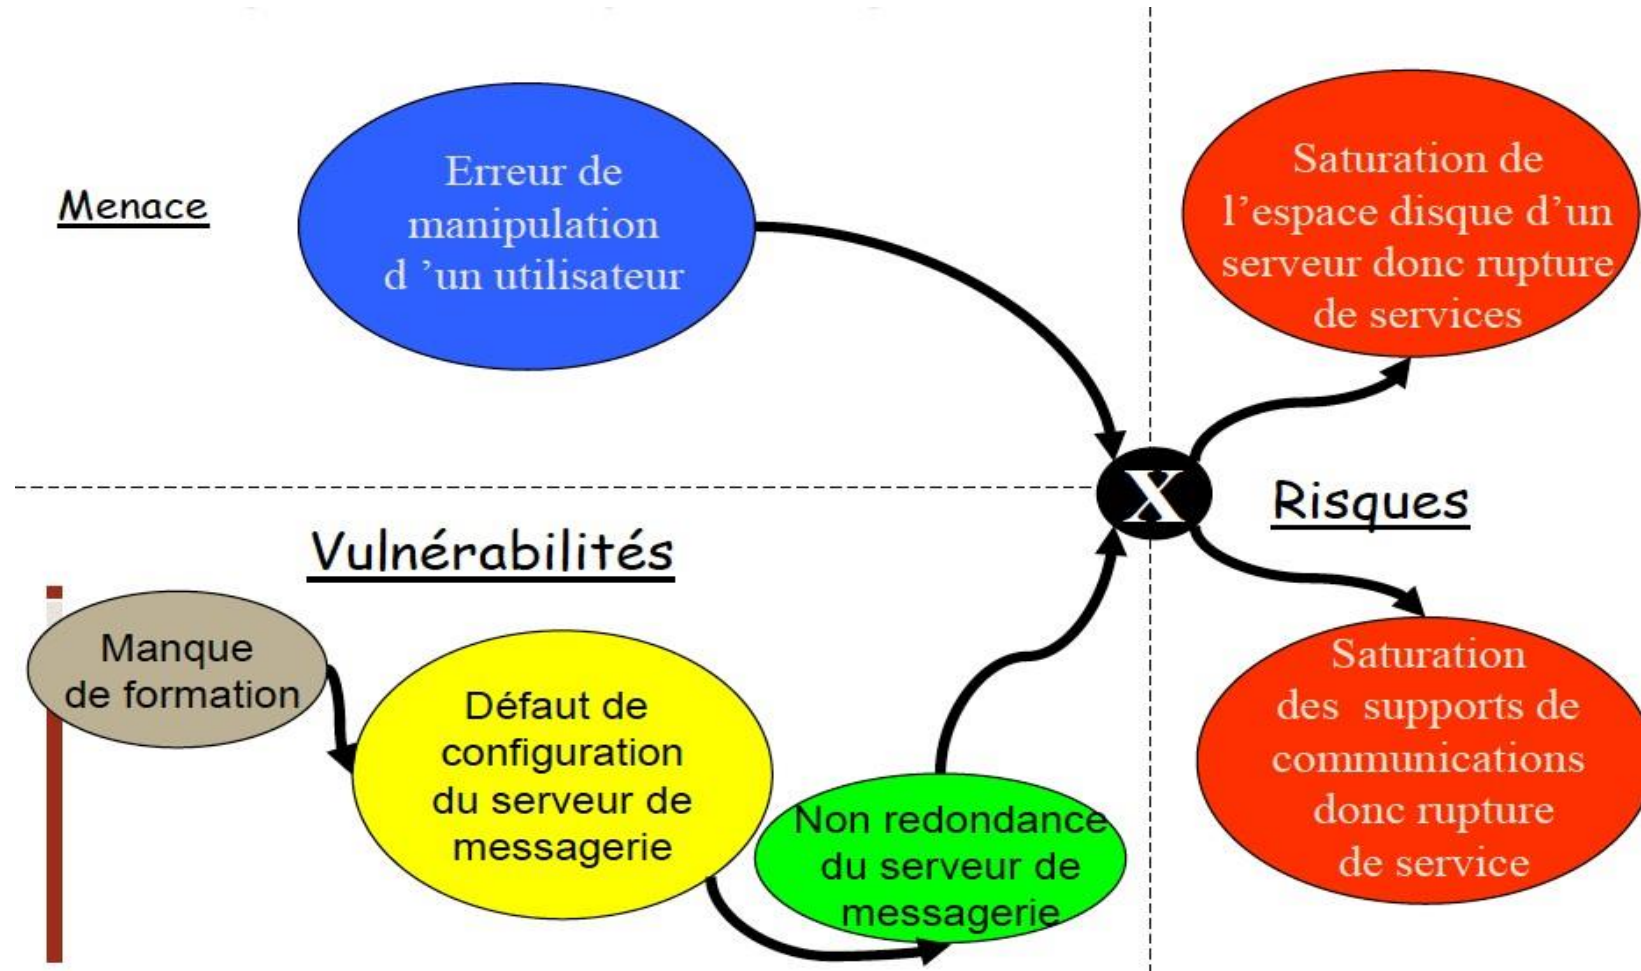 Menace
Erreur de
manipulation
d ’un utilisateur
Saturation de
l’espace disque d’un
serveur donc rupture
de services
X
Risques
Vulnérabilités
Manque
de formation
Défaut de
configuration
du serveur de
messagerie
Non redondance
du serveur de
messagerie
Saturation
des supports de
communications
donc rupture
de service